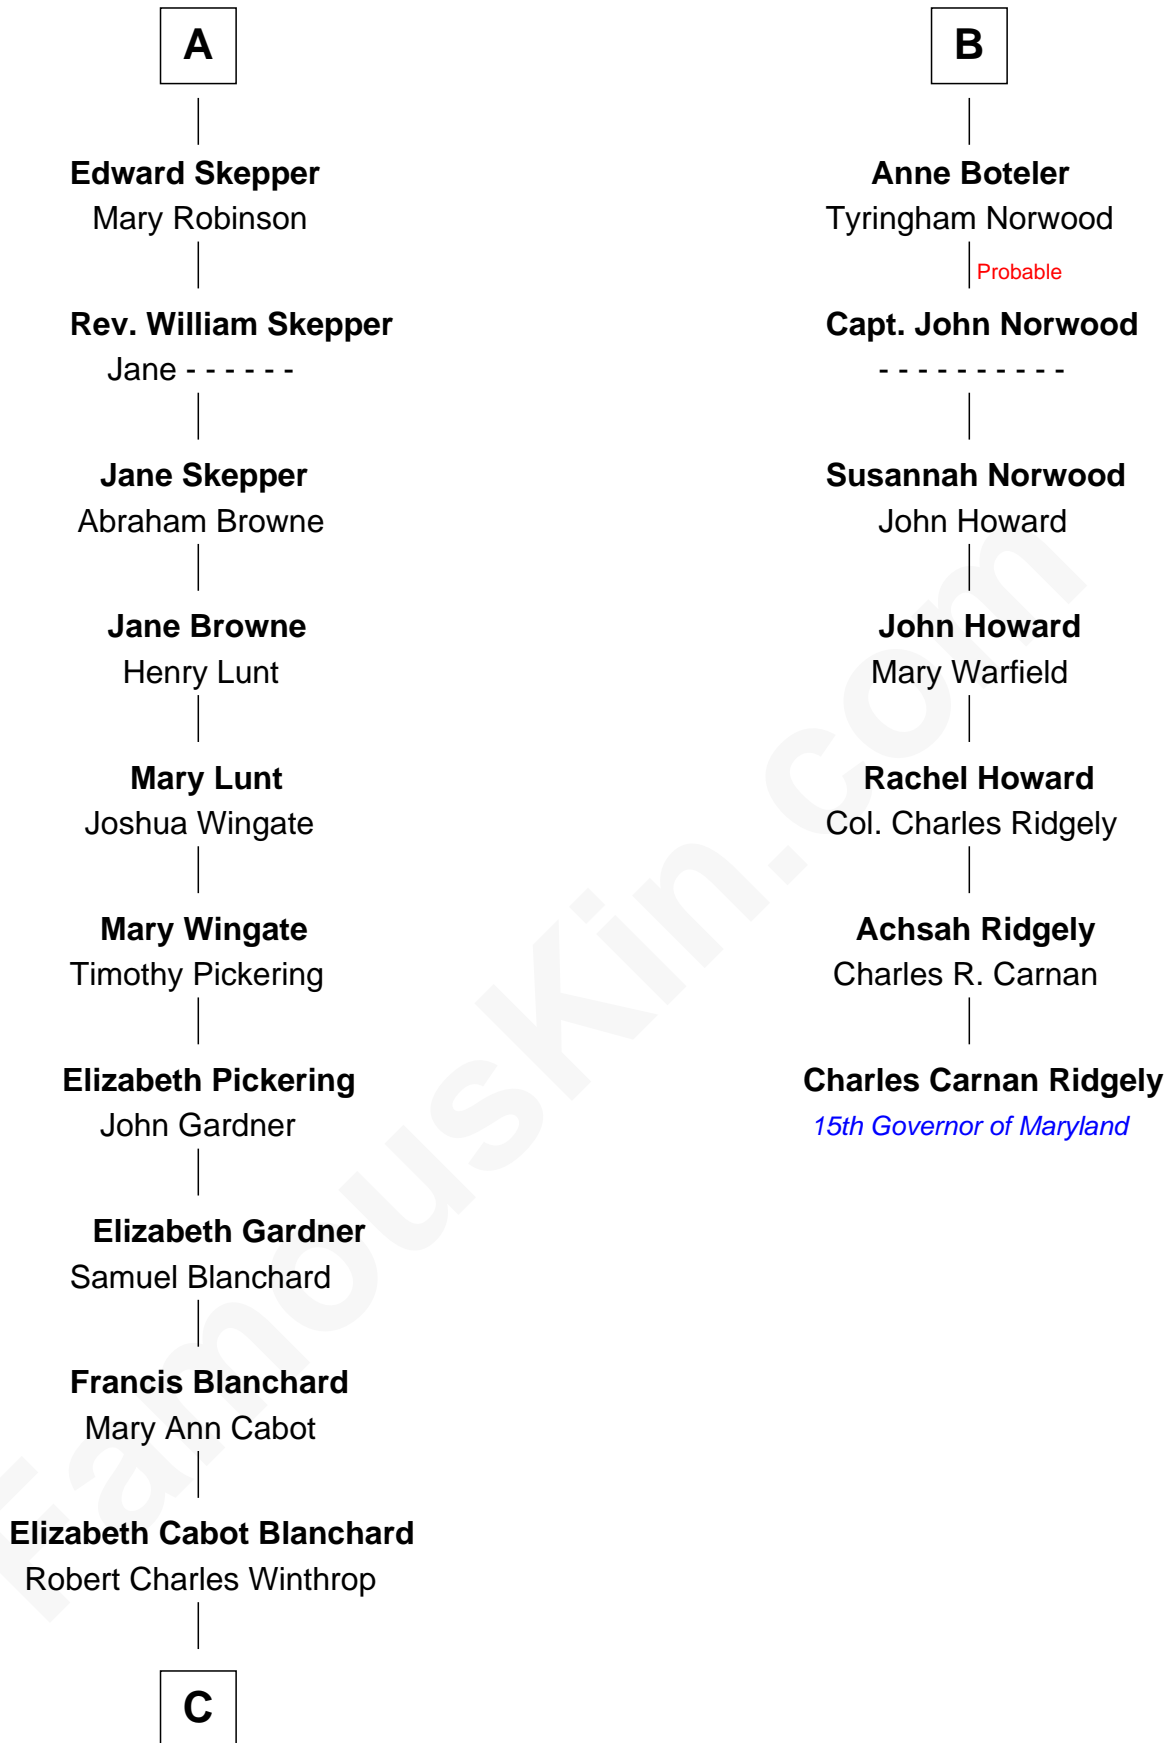 A
Edward Skepper
Mary Robinson
Rev. William Skepper
Jane - - - - - -
Jane Skepper
Abraham Browne
Jane Browne
Henry Lunt
Mary Lunt
Joshua Wingate
Mary Wingate
Timothy Pickering
Elizabeth Pickering
John Gardner
Elizabeth Gardner
Samuel Blanchard
Francis Blanchard
Mary Ann Cabot
Elizabeth Cabot Blanchard
Robert Charles Winthrop
C
B
Anne Boteler
Tyringham Norwood
Probable
Capt. John Norwood
- - - - - - - - - -
Susannah Norwood
John Howard
John Howard
Mary Warfield
Rachel Howard
Col. Charles Ridgely
Achsah Ridgely
Charles R. Carnan
Charles Carnan Ridgely
15th Governor of Maryland
FamousKin.com